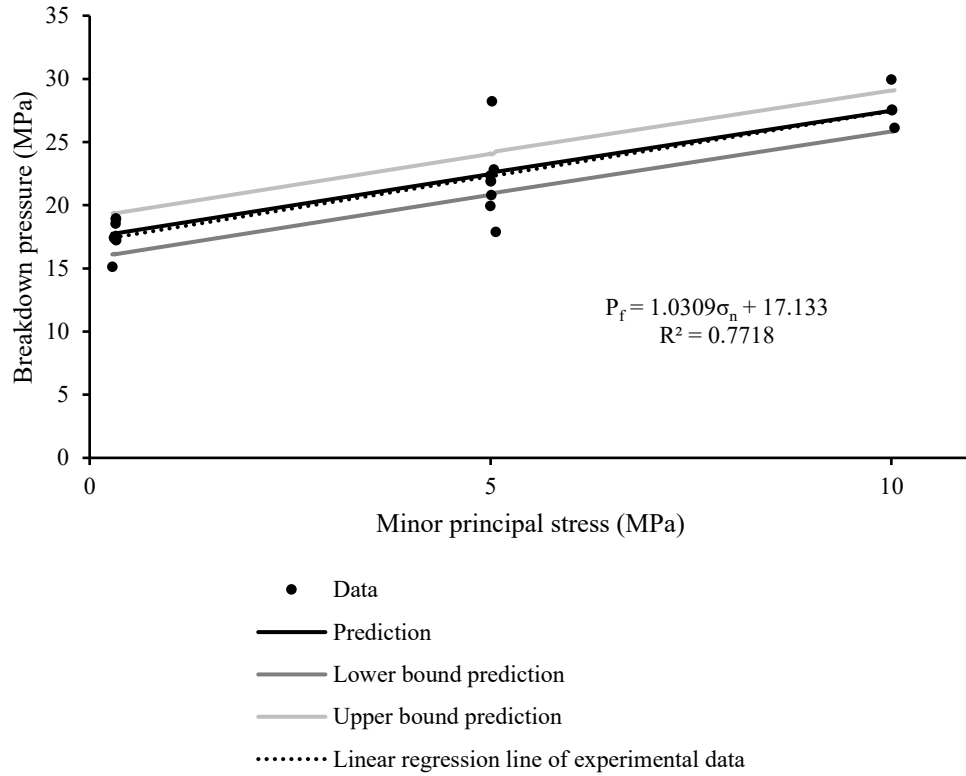 35
30
25
20
15
10
5
0
Breakdown pressure (MPa)
P_f = 1.0309σ_n + 17.133
R² = 0.7718
0 5 10
Minor principal stress (MPa)
Data
Prediction
Lower bound prediction
Upper bound prediction
Linear regression line of experimental data